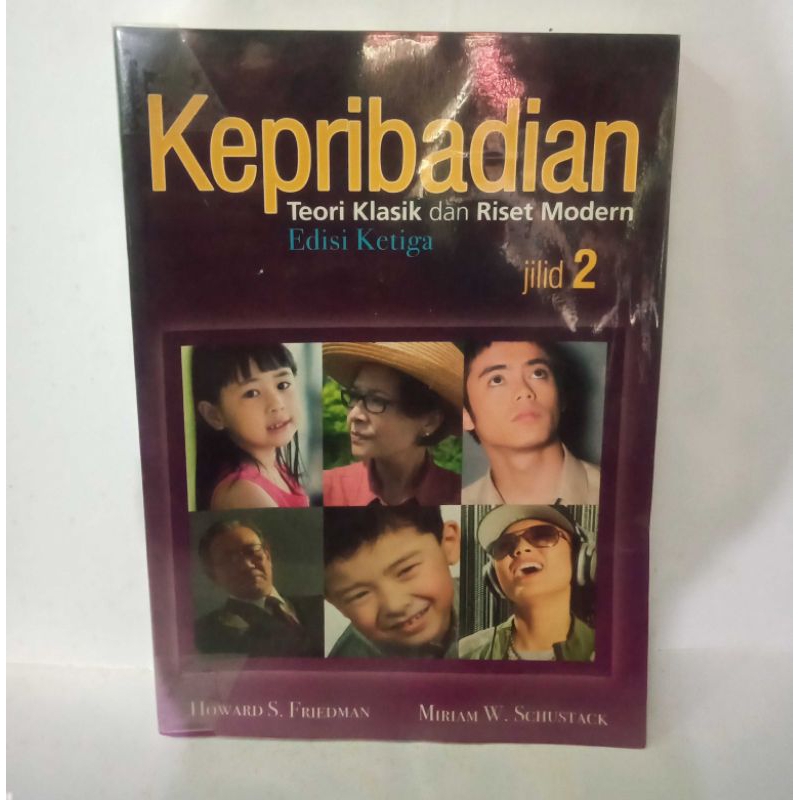 Kepribadian
Teori Klasik dan Riset Modern
Edisi Ketiga
jilid 2
HOWARD S. FRIEDMAN MIRIAM W. SCHUSTACK